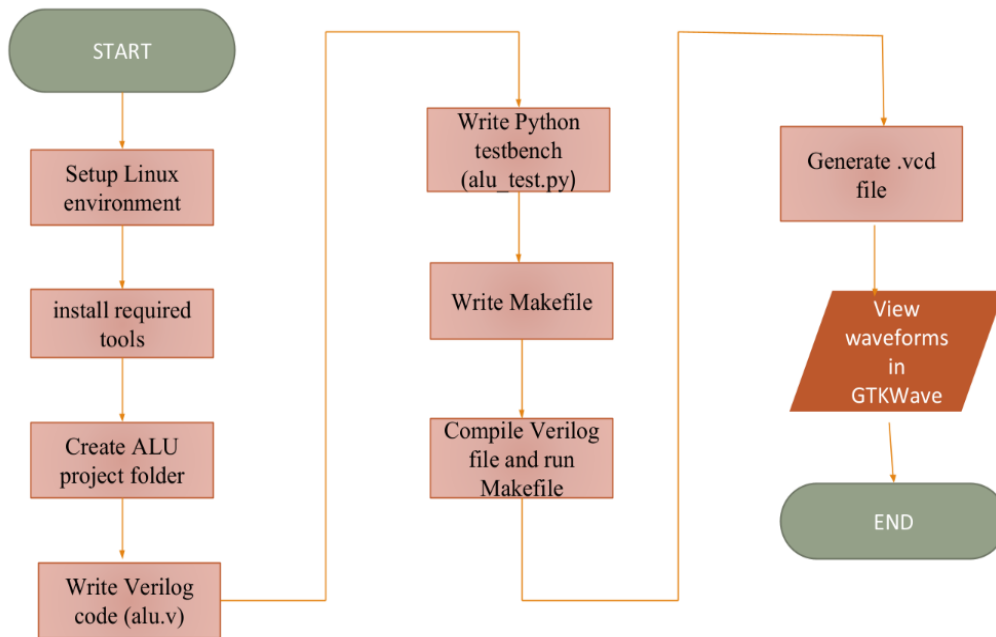 START
Setup Linux
environment
install required
tools
Create ALU
project folder
Write Verilog
code (alu.v)
Write Python
testbench
(alu_test.py)
Write Makefile
Compile Verilog
file and run
Makefile
Generate .vcd
file
View
waveforms
in
GTKWave
END